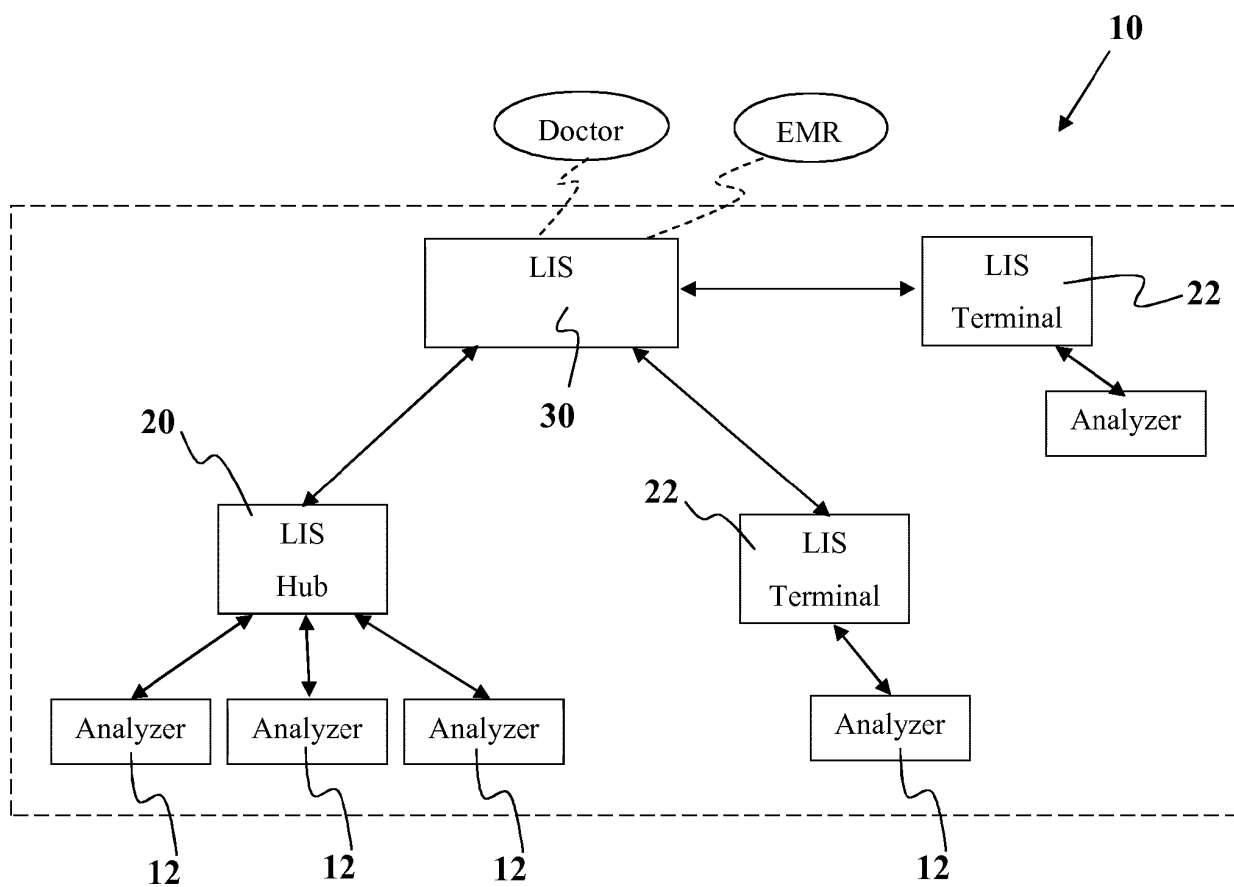 10
Doctor
EMR
LIS
30
LIS
Terminal
22
Analyzer
20
LIS
Hub
22
LIS
Terminal
Analyzer
Analyzer
Analyzer
Analyzer
12
12
12
12